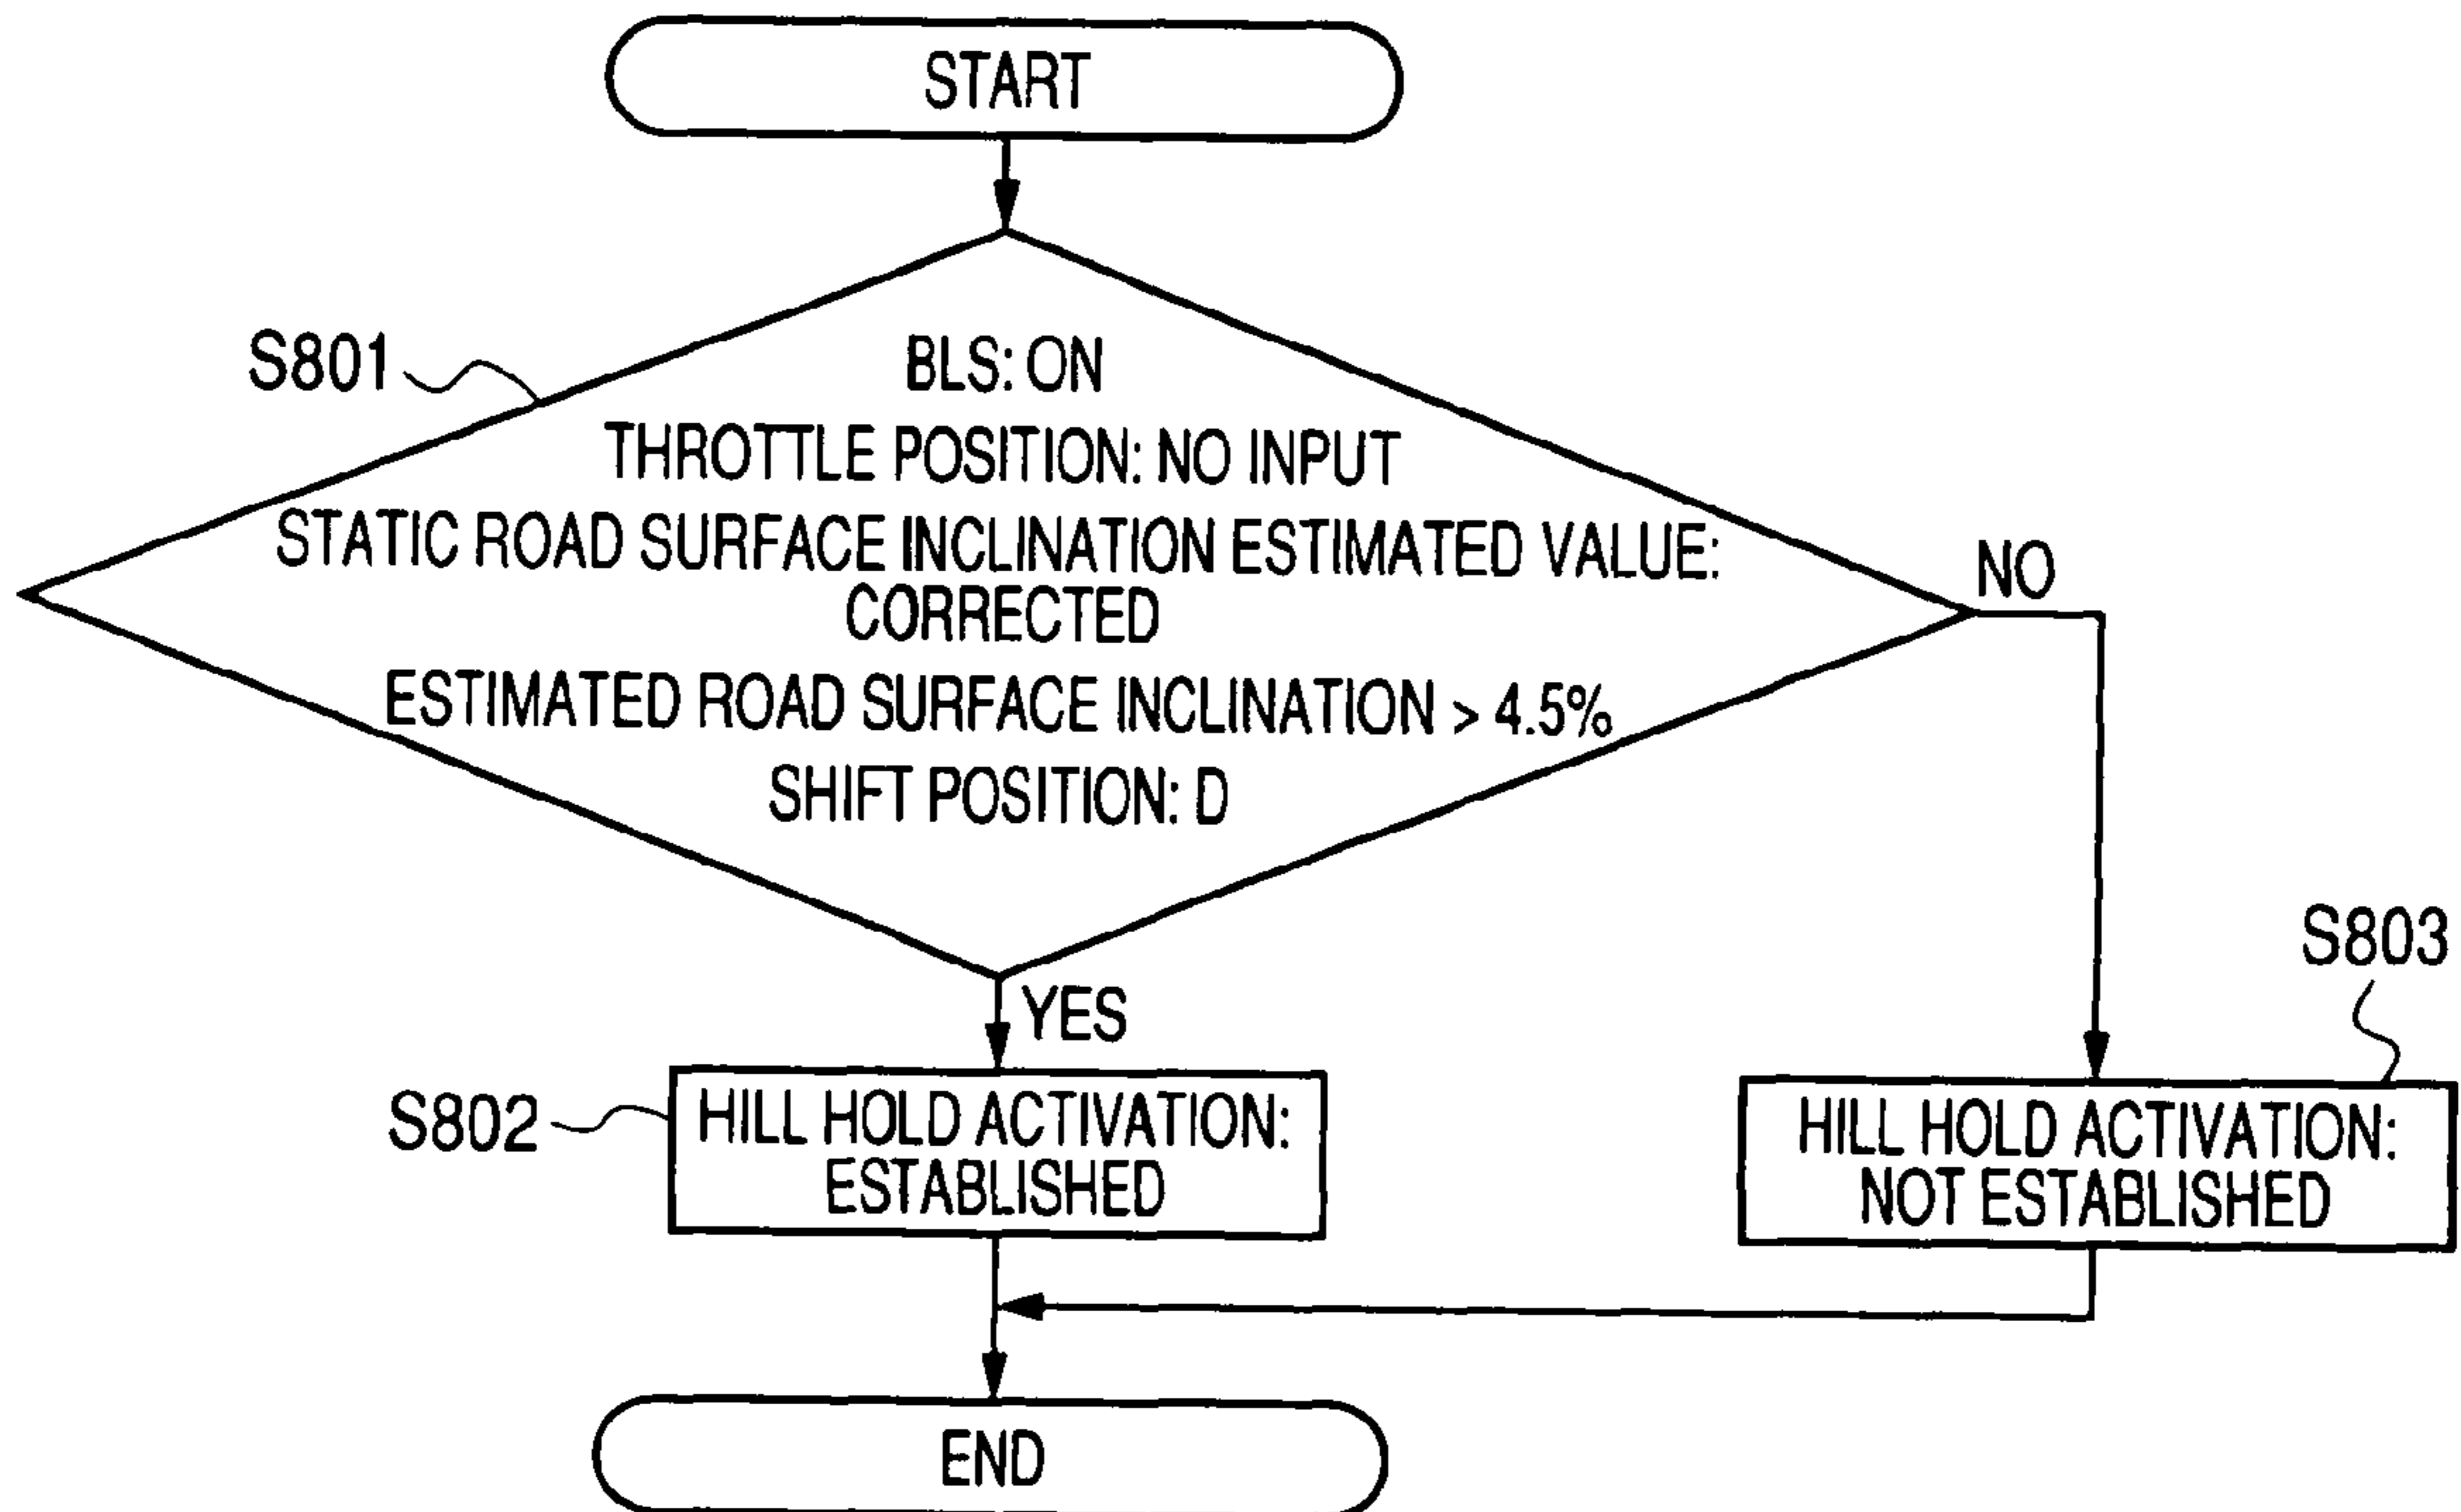 START
S801
BLS: ON
THROTTLE POSITION: NO INPUT
STATIC ROAD SURFACE INCLINATION ESTIMATED VALUE:
CORRECTED
ESTIMATED ROAD SURFACE INCLINATION > 4.5%
SHIFT POSITION: D
NO
YES
S802
HILL HOLD ACTIVATION:
ESTABLISHED
S803
HILL HOLD ACTIVATION:
NOT ESTABLISHED
END